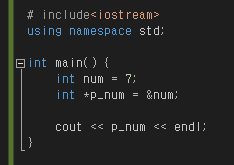 # include<iostream>
using namespace std;
int main() {
int num = 7;
int *p_num = &num;
cout << p_num << endl;
}